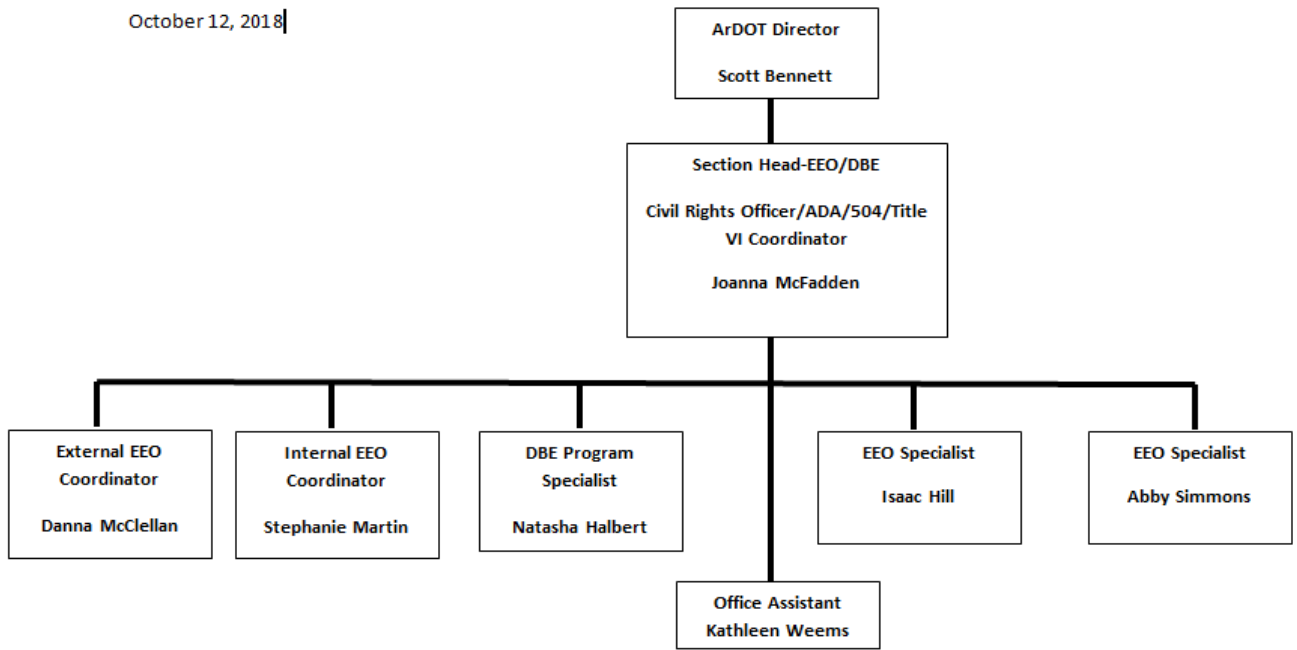 October 12, 2018
ArDOT Director
Scott Bennett
Section Head-EEO/DBE
Civil Rights Officer/ADA/504/Title
VI Coordinator
Joanna McFadden
External EEO
Coordinator
Danna McClellan
Internal EEO
Coordinator
Stephanie Martin
DBE Program
Specialist
Natasha Halbert
EEO Specialist
Isaac Hill
EEO Specialist
Abby Simmons
Office Assistant
Kathleen Weems